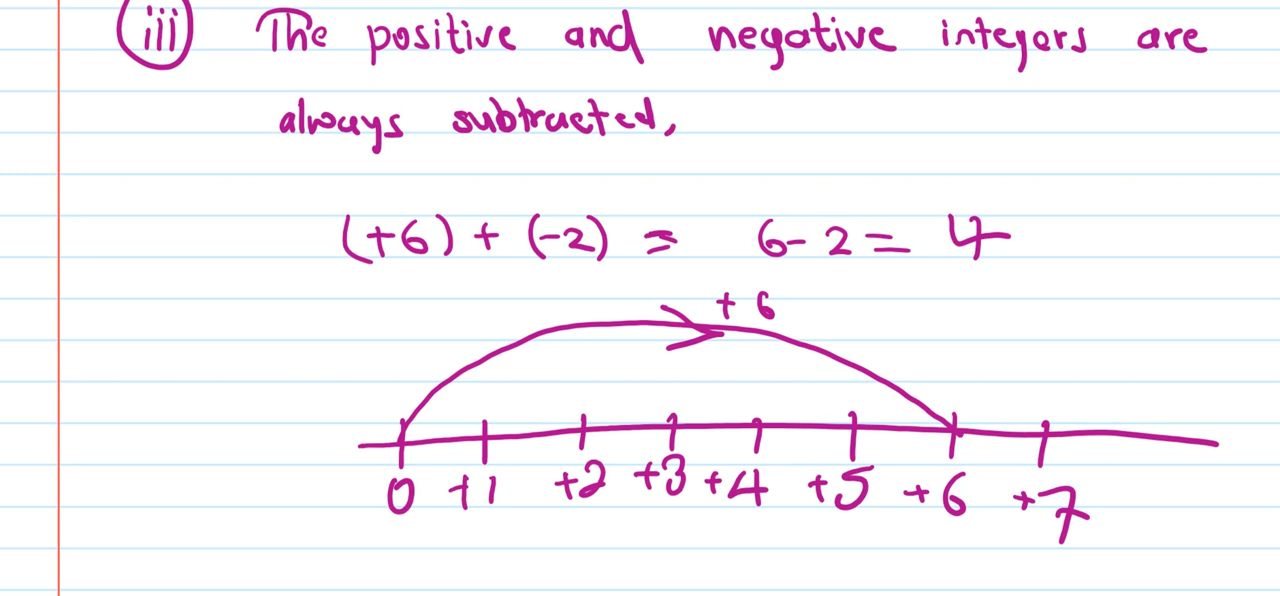 (iii) The positive and negative integers are
always subtracted,
(+6) + (-2) = 6-2 = 4
+6
0 +1 +2 +3 +4 +5 +6 +7